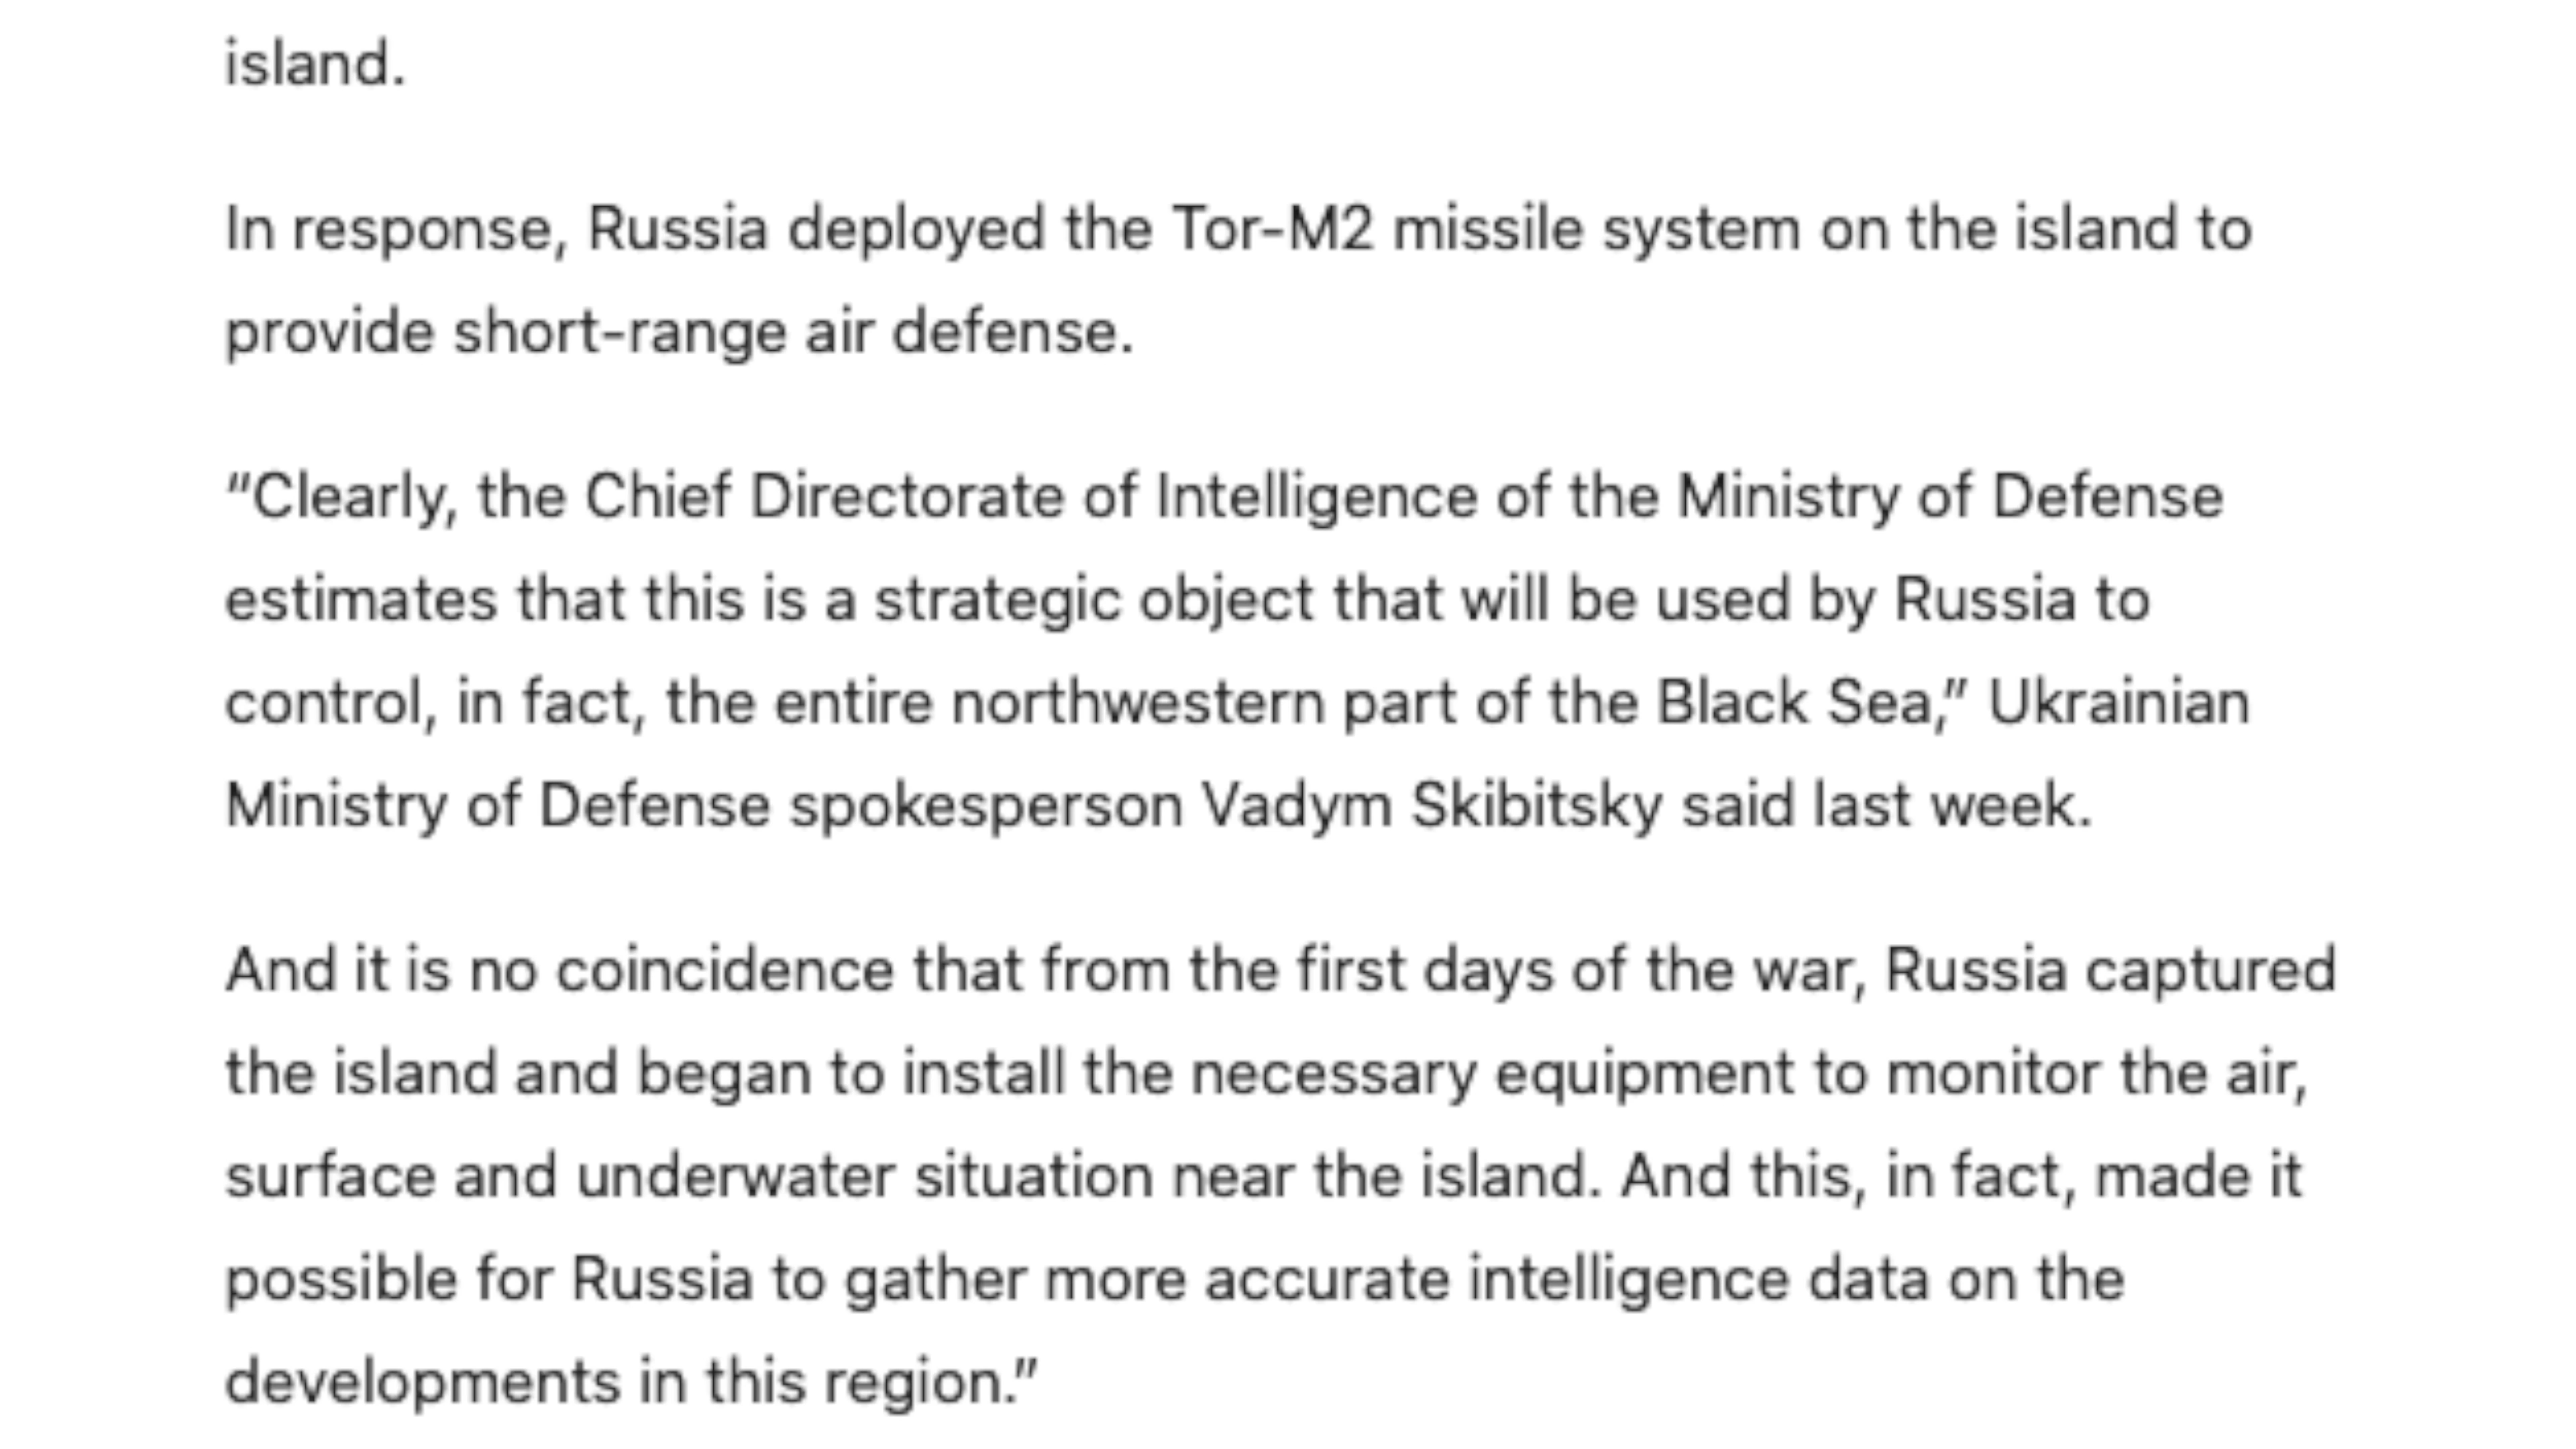 island.
In response, Russia deployed the Tor-M2 missile system on the island to
provide short-range air defense.
“Clearly, the Chief Directorate of Intelligence of the Ministry of Defense
estimates that this is a strategic object that will be used by Russia to
control, in fact, the entire northwestern part of the Black Sea,” Ukrainian
Ministry of Defense spokesperson Vadym Skibitsky said last week.
And it is no coincidence that from the first days of the war, Russia captured
the island and began to install the necessary equipment to monitor the air,
surface and underwater situation near the island. And this, in fact, made it
possible for Russia to gather more accurate intelligence data on the
developments in this region.”